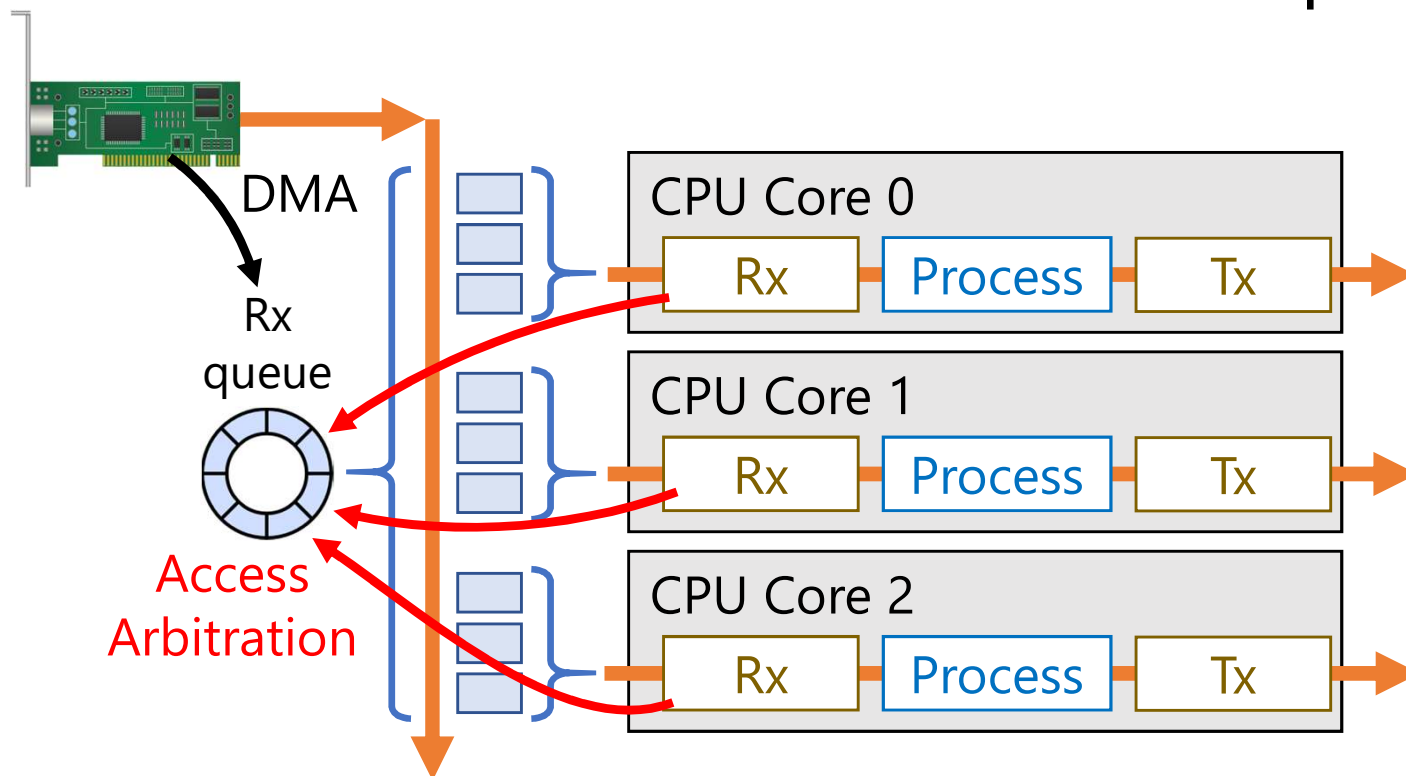 DMA
Rx
queue
Access
Arbitration
CPU Core 0
Rx
Process
Tx
CPU Core 1
Rx
Process
Tx
CPU Core 2
Rx
Process
Tx